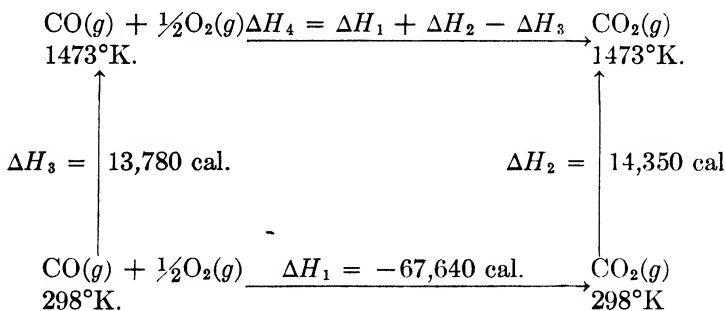 CO(g) + ½O₂(g) ΔH₄ = ΔH₁ + ΔH₂ − ΔH₃ CO₂(g)
1473°K. 1473°K.
ΔH₃ = 13,780 cal. ΔH₂ = 14,350 cal
CO(g) + ½O₂(g) ΔH₁ = −67,640 cal. CO₂(g)
298°K. 298°K